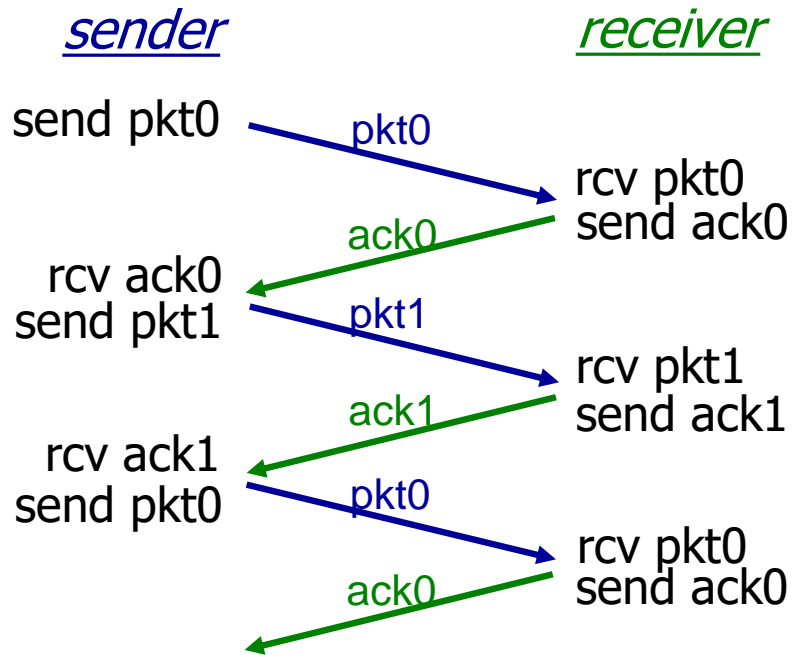 sender
receiver
send pkt0
pkt0
rcv pkt0
send ack0
ack0
rcv ack0
send pkt1
pkt1
rcv pkt1
send ack1
ack1
rcv ack1
send pkt0
pkt0
rcv pkt0
send ack0
ack0